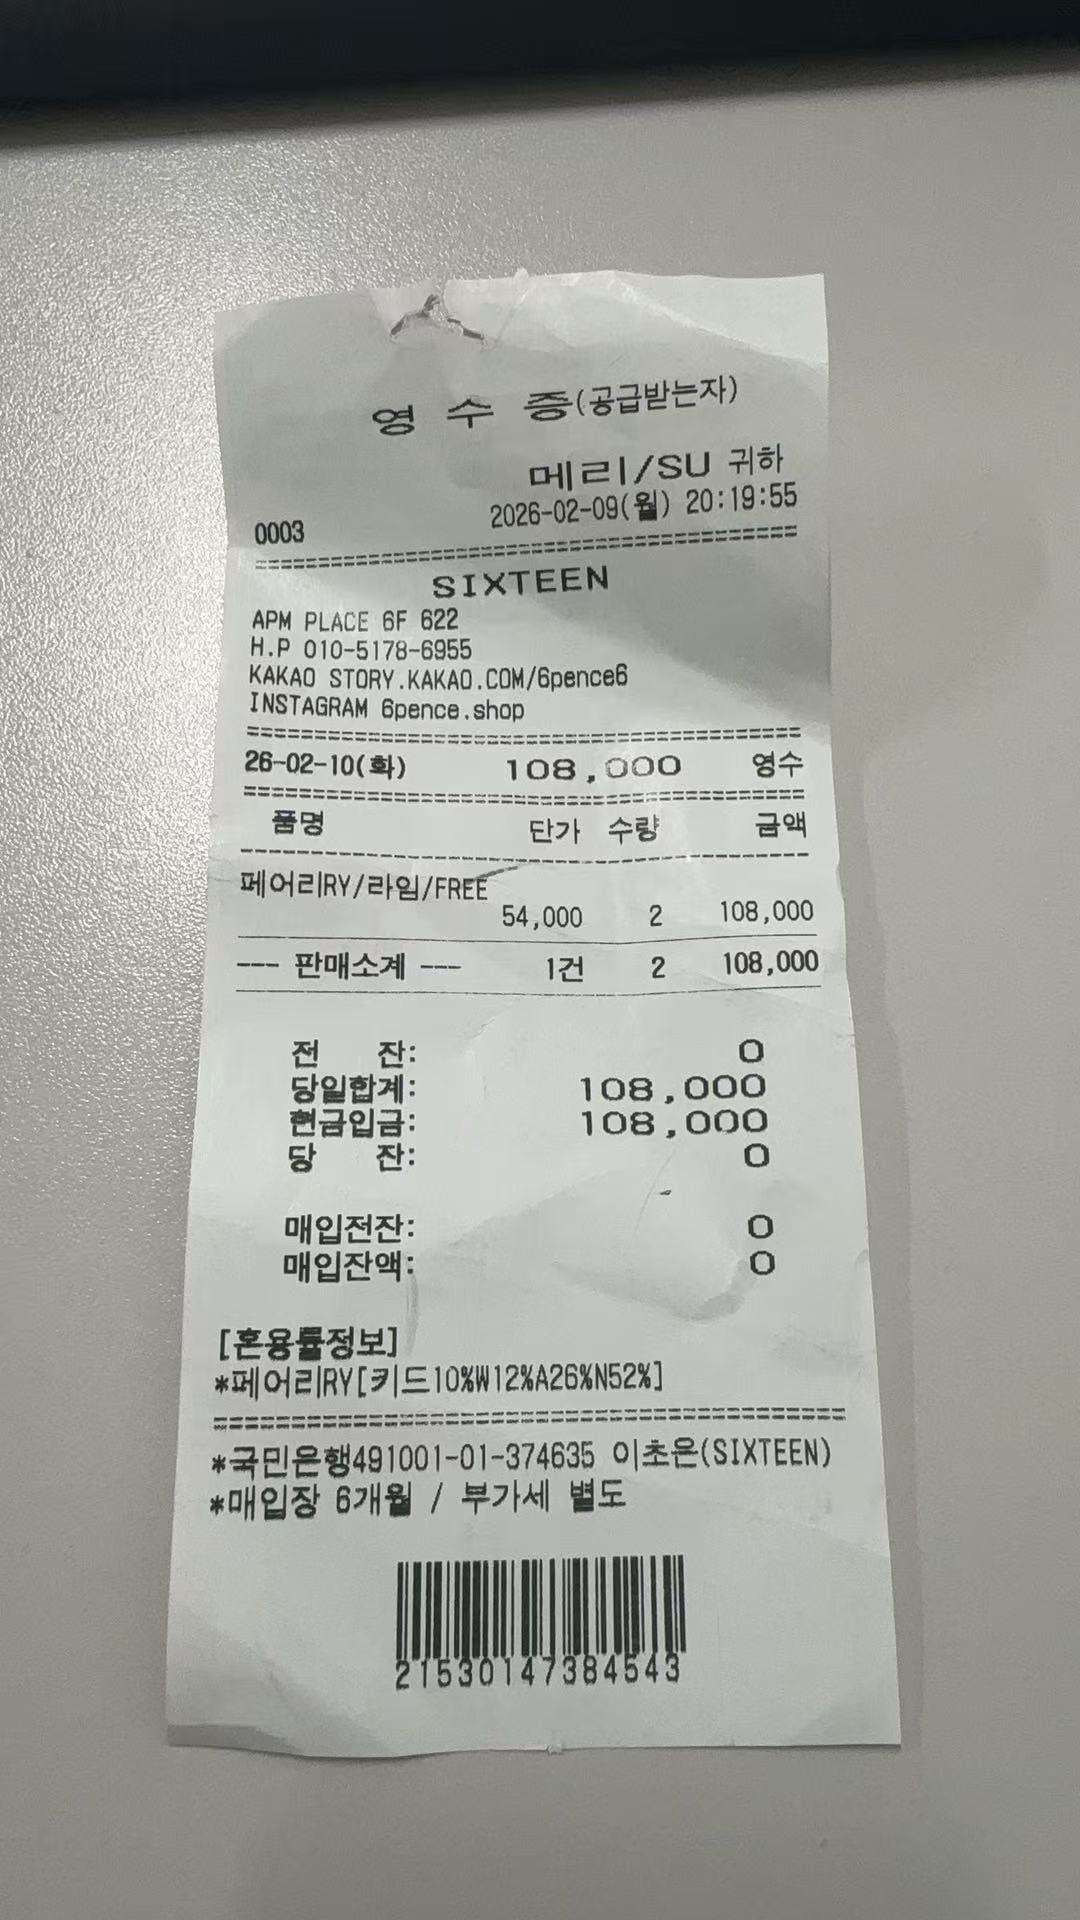 영 수 증(공급받는자)
메리/SU 귀하
0003 2026-02-09(월) 20:19:55
========================================
SIXTEEN
APM PLACE 6F 622
H.P 010-5178-6955
KAKAO STORY.KAKAO.COM/6pence6
INSTAGRAM 6pence.shop
========================================
26-02-10(화) 108,000 영수
========================================
품명 단가 수량 금액
----------------------------------------
페어리RY/라임/FREE
54,000 2 108,000
--- 판매소계 --- 1건 2 108,000
전 잔: 0
당일합계: 108,000
현금입금: 108,000
당 잔: 0
매입전잔: 0
매입잔액: 0
[혼용률정보]
*페어리RY[키드10%W12%A26%N52%]
========================================
*국민은행491001-01-374635 이초은(SIXTEEN)
*매입장 6개월 / 부가세 별도
21530147384543